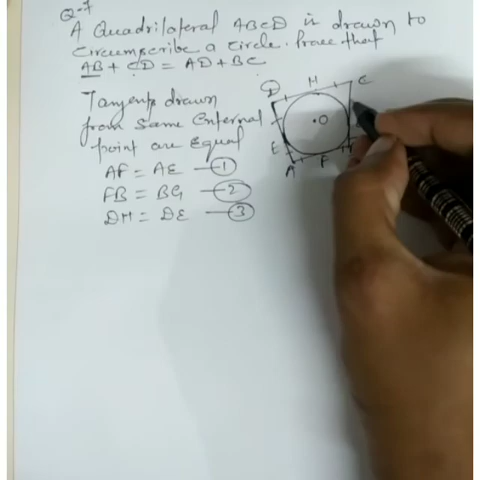 Q-7
A Quadrilateral ABCD is drawn to
circumscribe a circle. Prove that
AB + CD = AD + BC
Tangents drawn
from same external
point are equal
AF = AE - 1
FB = BG - 2
DH = DE - 3
D H C
O
E
A F